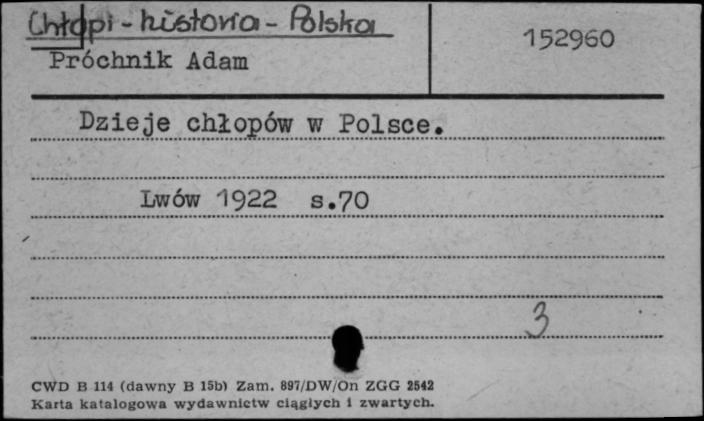 Chłopi - historia - Polska
152960
Próchnik Adam
Dzieje chłopów w Polsce.
Lwów 1922 s.70
3
CWD B 114 (dawny B 15b) Zam. 897/DW/On ZGG 2542
Karta katalogowa wydawnictw ciągłych i zwartych.